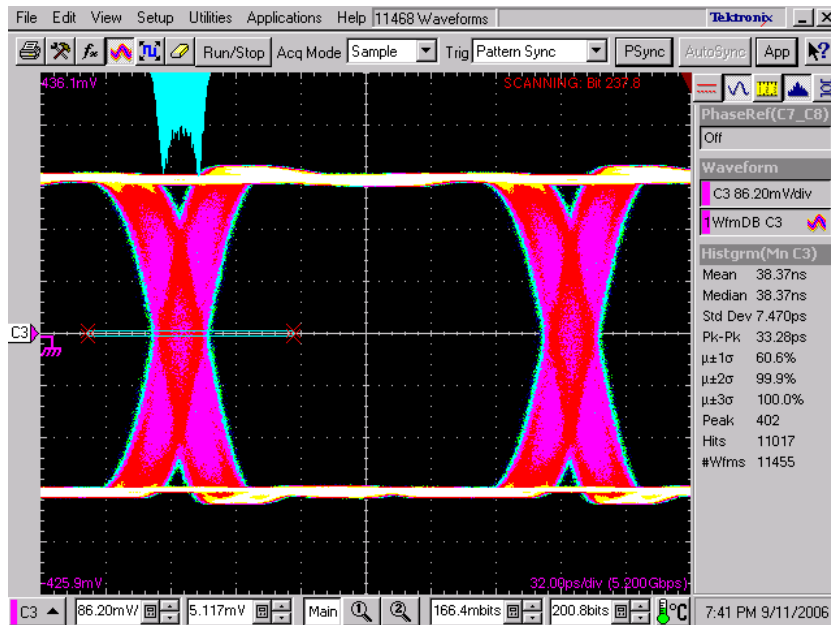 File Edit View Setup Utilities Applications Help 11468 Waveforms Tektronix
Run/Stop Acq Mode Sample Trig Pattern Sync PSync AutoSync App
436.1mV SCANNING: Bit 237.8
PhaseRef(C7_C8)
Off
Waveform
C3 86.20mV/div
1 WfmDB C3
Histgrm(Mn C3)
Mean 38.37ns
Median 38.37ns
Std Dev 7.470ps
Pk-Pk 33.28ps
µ±1σ 60.6%
µ±2σ 99.9%
µ±3σ 100.0%
Peak 402
Hits 11017
#Wfms 11455
C3
-425.9mV 32.00ps/div (5.200Gbps)
C3 86.20mV/ 5.117mV Main 1 2 166.4mbits 200.8bits °C 7:41 PM 9/11/2006